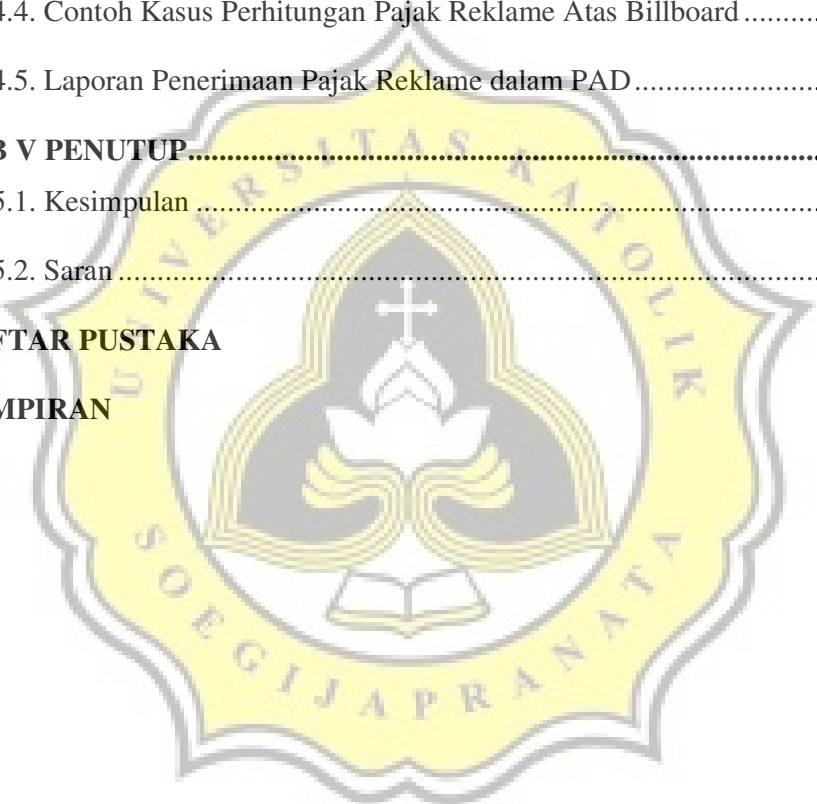 4.4. Contoh Kasus Perhitungan Pajak Reklame Atas Billboard ..........
4.5. Laporan Penerimaan Pajak Reklame dalam PAD ....................
B V PENUTUP ......................................................................
5.1. Kesimpulan ....................................................................
5.2. Saran ..............................................................................
FTAR PUSTAKA
MPIRAN
UNIVERSITAS KATOLIK
SOEGIJAPRANATA